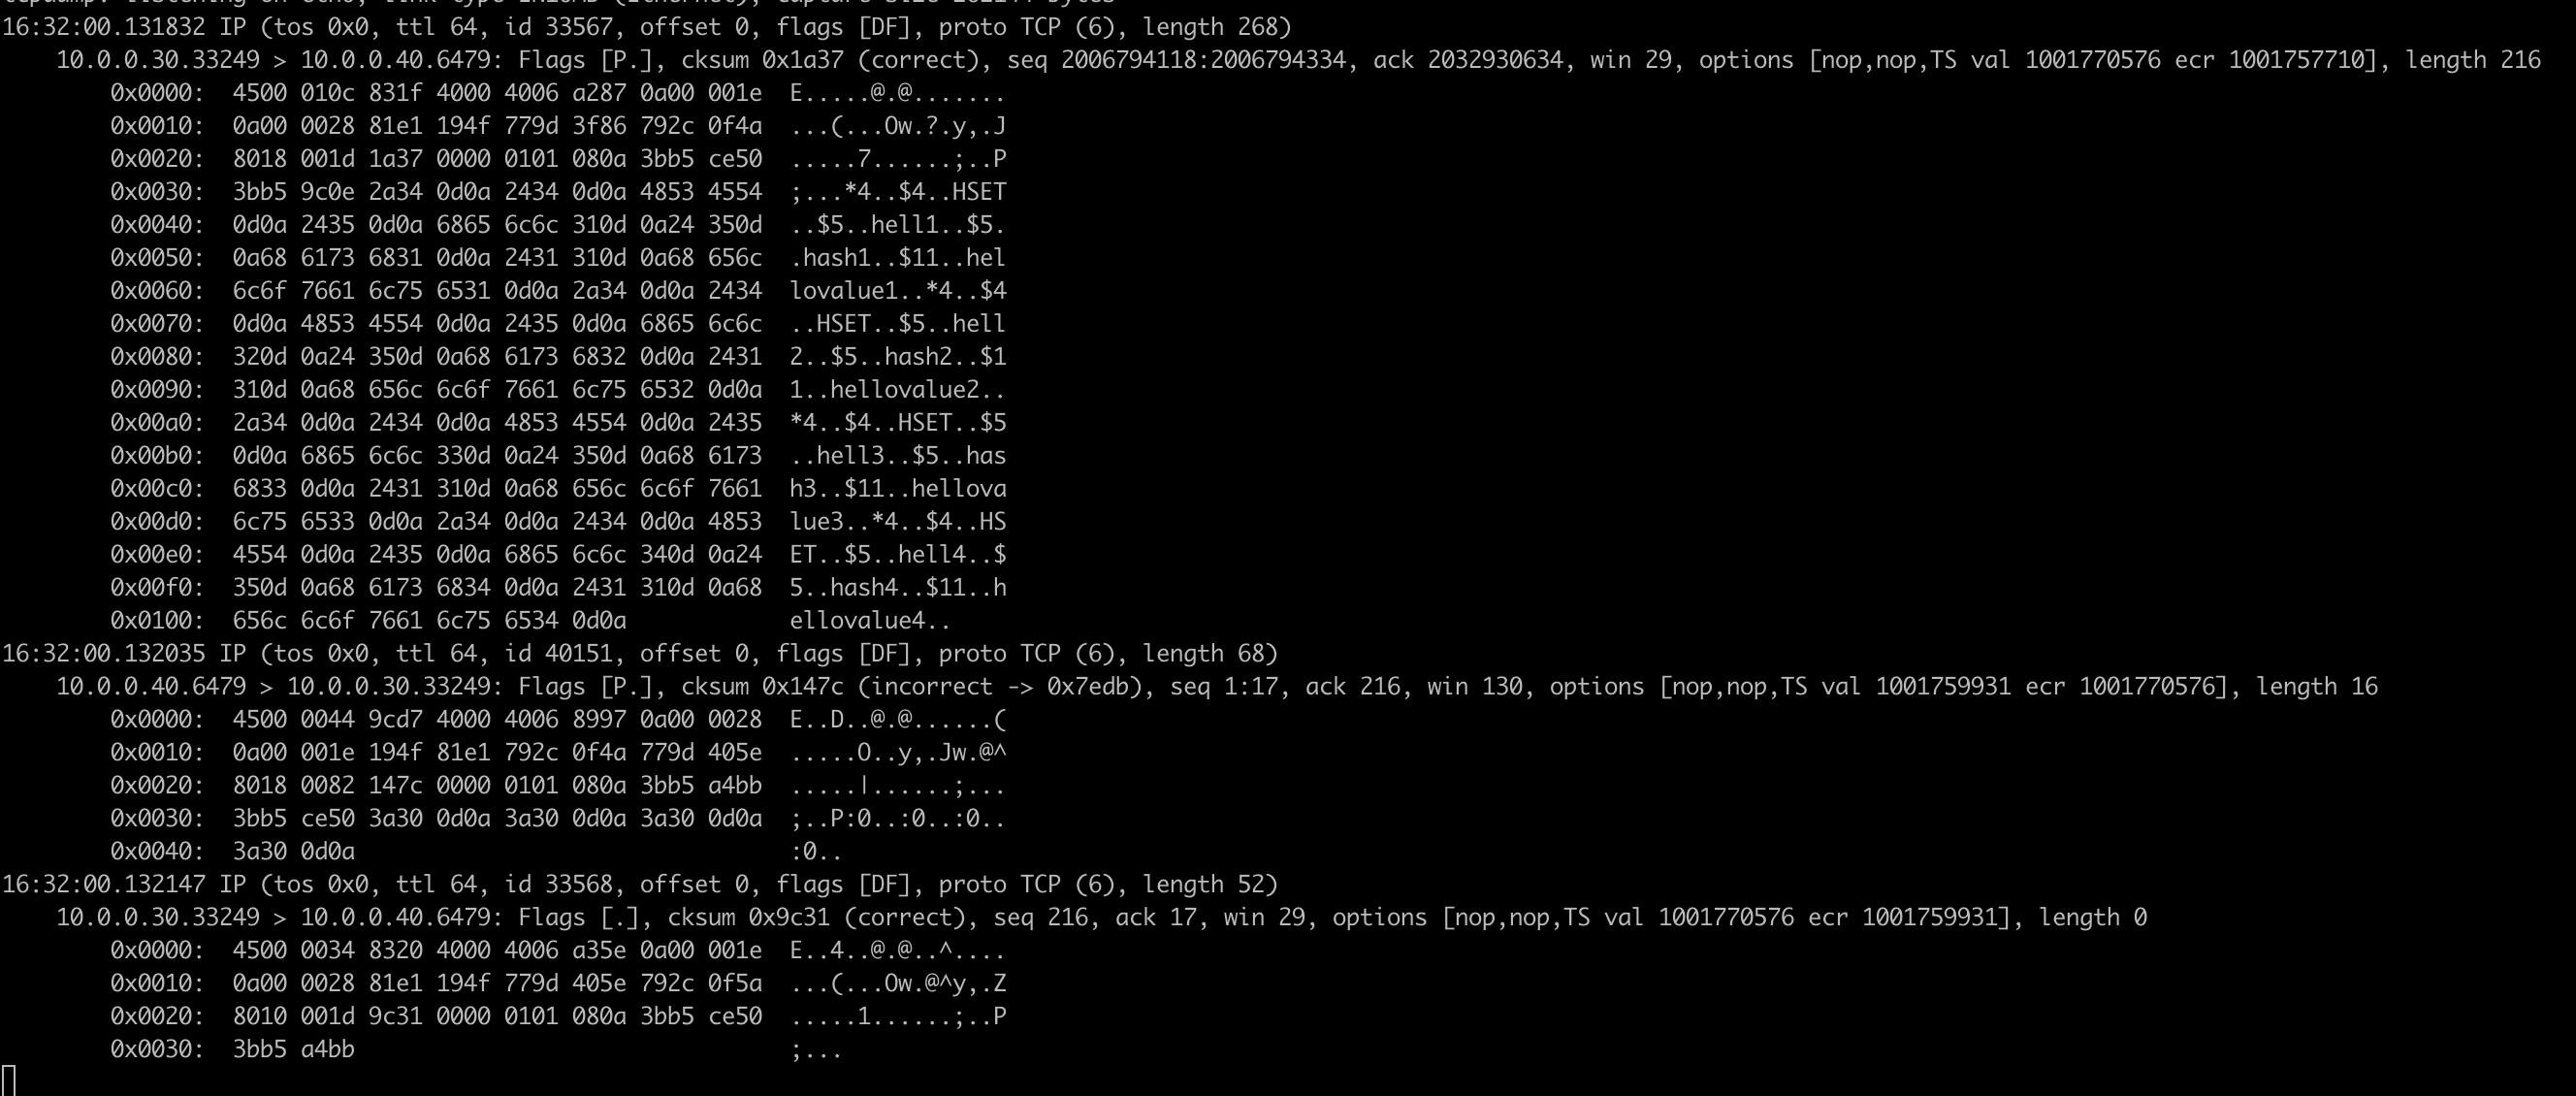 tcpdump: listening on eth0, link-type EN10MB (Ethernet), capture size 262144 bytes
16:32:00.131832 IP (tos 0x0, ttl 64, id 33567, offset 0, flags [DF], proto TCP (6), length 268)
    10.0.0.30.33249 > 10.0.0.40.6479: Flags [P.], cksum 0x1a37 (correct), seq 2006794118:2006794334, ack 2032930634, win 29, options [nop,nop,TS val 1001770576 ecr 1001757710], length 216
        0x0000:  4500 010c 831f 4000 4006 a287 0a00 001e  E.....@.@.......
        0x0010:  0a00 0028 81e1 194f 779d 3f86 792c 0f4a  ...(...Ow.?.y,.J
        0x0020:  8018 001d 1a37 0000 0101 080a 3bb5 ce50  .....7......;..P
        0x0030:  3bb5 9c0e 2a34 0d0a 2434 0d0a 4853 4554  ;...*4..$4..HSET
        0x0040:  0d0a 2435 0d0a 6865 6c6c 310d 0a24 350d  ..$5..hell1..$5.
        0x0050:  0a68 6173 6831 0d0a 2431 310d 0a68 656c  .hash1..$11..hel
        0x0060:  6c6f 7661 6c75 6531 0d0a 2a34 0d0a 2434  lovalue1..*4..$4
        0x0070:  0d0a 4853 4554 0d0a 2435 0d0a 6865 6c6c  ..HSET..$5..hell
        0x0080:  320d 0a24 350d 0a68 6173 6832 0d0a 2431  2..$5..hash2..$1
        0x0090:  310d 0a68 656c 6c6f 7661 6c75 6532 0d0a  1..hellovalue2..
        0x00a0:  2a34 0d0a 2434 0d0a 4853 4554 0d0a 2435  *4..$4..HSET..$5
        0x00b0:  0d0a 6865 6c6c 330d 0a24 350d 0a68 6173  ..hell3..$5..has
        0x00c0:  6833 0d0a 2431 310d 0a68 656c 6c6f 7661  h3..$11..hellova
        0x00d0:  6c75 6533 0d0a 2a34 0d0a 2434 0d0a 4853  lue3..*4..$4..HS
        0x00e0:  4554 0d0a 2435 0d0a 6865 6c6c 340d 0a24  ET..$5..hell4..$
        0x00f0:  350d 0a68 6173 6834 0d0a 2431 310d 0a68  5..hash4..$11..h
        0x0100:  656c 6c6f 7661 6c75 6534 0d0a            ellovalue4..
16:32:00.132035 IP (tos 0x0, ttl 64, id 40151, offset 0, flags [DF], proto TCP (6), length 68)
    10.0.0.40.6479 > 10.0.0.30.33249: Flags [P.], cksum 0x147c (incorrect -> 0x7edb), seq 1:17, ack 216, win 130, options [nop,nop,TS val 1001759931 ecr 1001770576], length 16
        0x0000:  4500 0044 9cd7 4000 4006 8997 0a00 0028  E..D..@.@......(
        0x0010:  0a00 001e 194f 81e1 792c 0f4a 779d 405e  .....O..y,.Jw.@^
        0x0020:  8018 0082 147c 0000 0101 080a 3bb5 a4bb  .....|......;...
        0x0030:  3bb5 ce50 3a30 0d0a 3a30 0d0a 3a30 0d0a  ;..P:0..:0..:0..
        0x0040:  3a30 0d0a                                :0..
16:32:00.132147 IP (tos 0x0, ttl 64, id 33568, offset 0, flags [DF], proto TCP (6), length 52)
    10.0.0.30.33249 > 10.0.0.40.6479: Flags [.], cksum 0x9c31 (correct), seq 216, ack 17, win 29, options [nop,nop,TS val 1001770576 ecr 1001759931], length 0
        0x0000:  4500 0034 8320 4000 4006 a35e 0a00 001e  E..4..@.@..^....
        0x0010:  0a00 0028 81e1 194f 779d 405e 792c 0f5a  ...(...Ow.@^y,.Z
        0x0020:  8010 001d 9c31 0000 0101 080a 3bb5 ce50  .....1......;..P
        0x0030:  3bb5 a4bb                                ;...